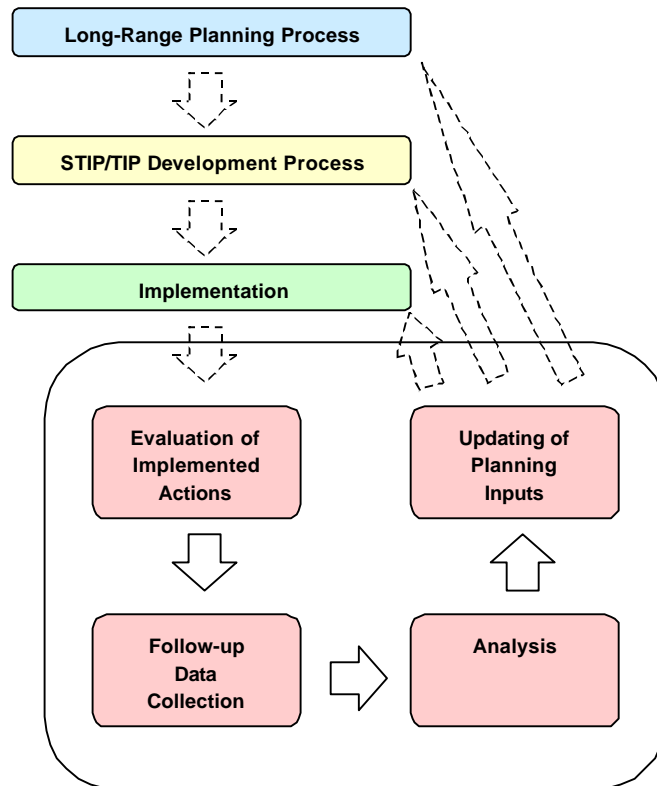 Long-Range Planning Process
STIP/TIP Development Process
Implementation
Evaluation of
Implemented
Actions
Updating of
Planning
Inputs
Follow-up
Data
Collection
Analysis